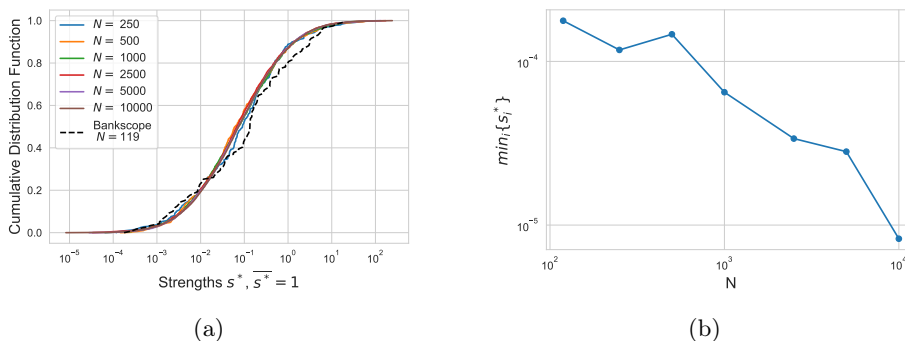 1.0
0.8
0.6
0.4
0.2
0.0
Cumulative Distribution Function
N = 250
N = 500
N = 1000
N = 2500
N = 5000
N = 10000
Bankscope
N = 119
10⁻⁵ 10⁻⁴ 10⁻³ 10⁻² 10⁻¹ 10⁰ 10¹ 10²
Strengths s*, s̅*̅ = 1
(a)
10⁻⁴
10⁻⁵
minᵢ{sᵢ*}
10² 10³ 10⁴
N
(b)